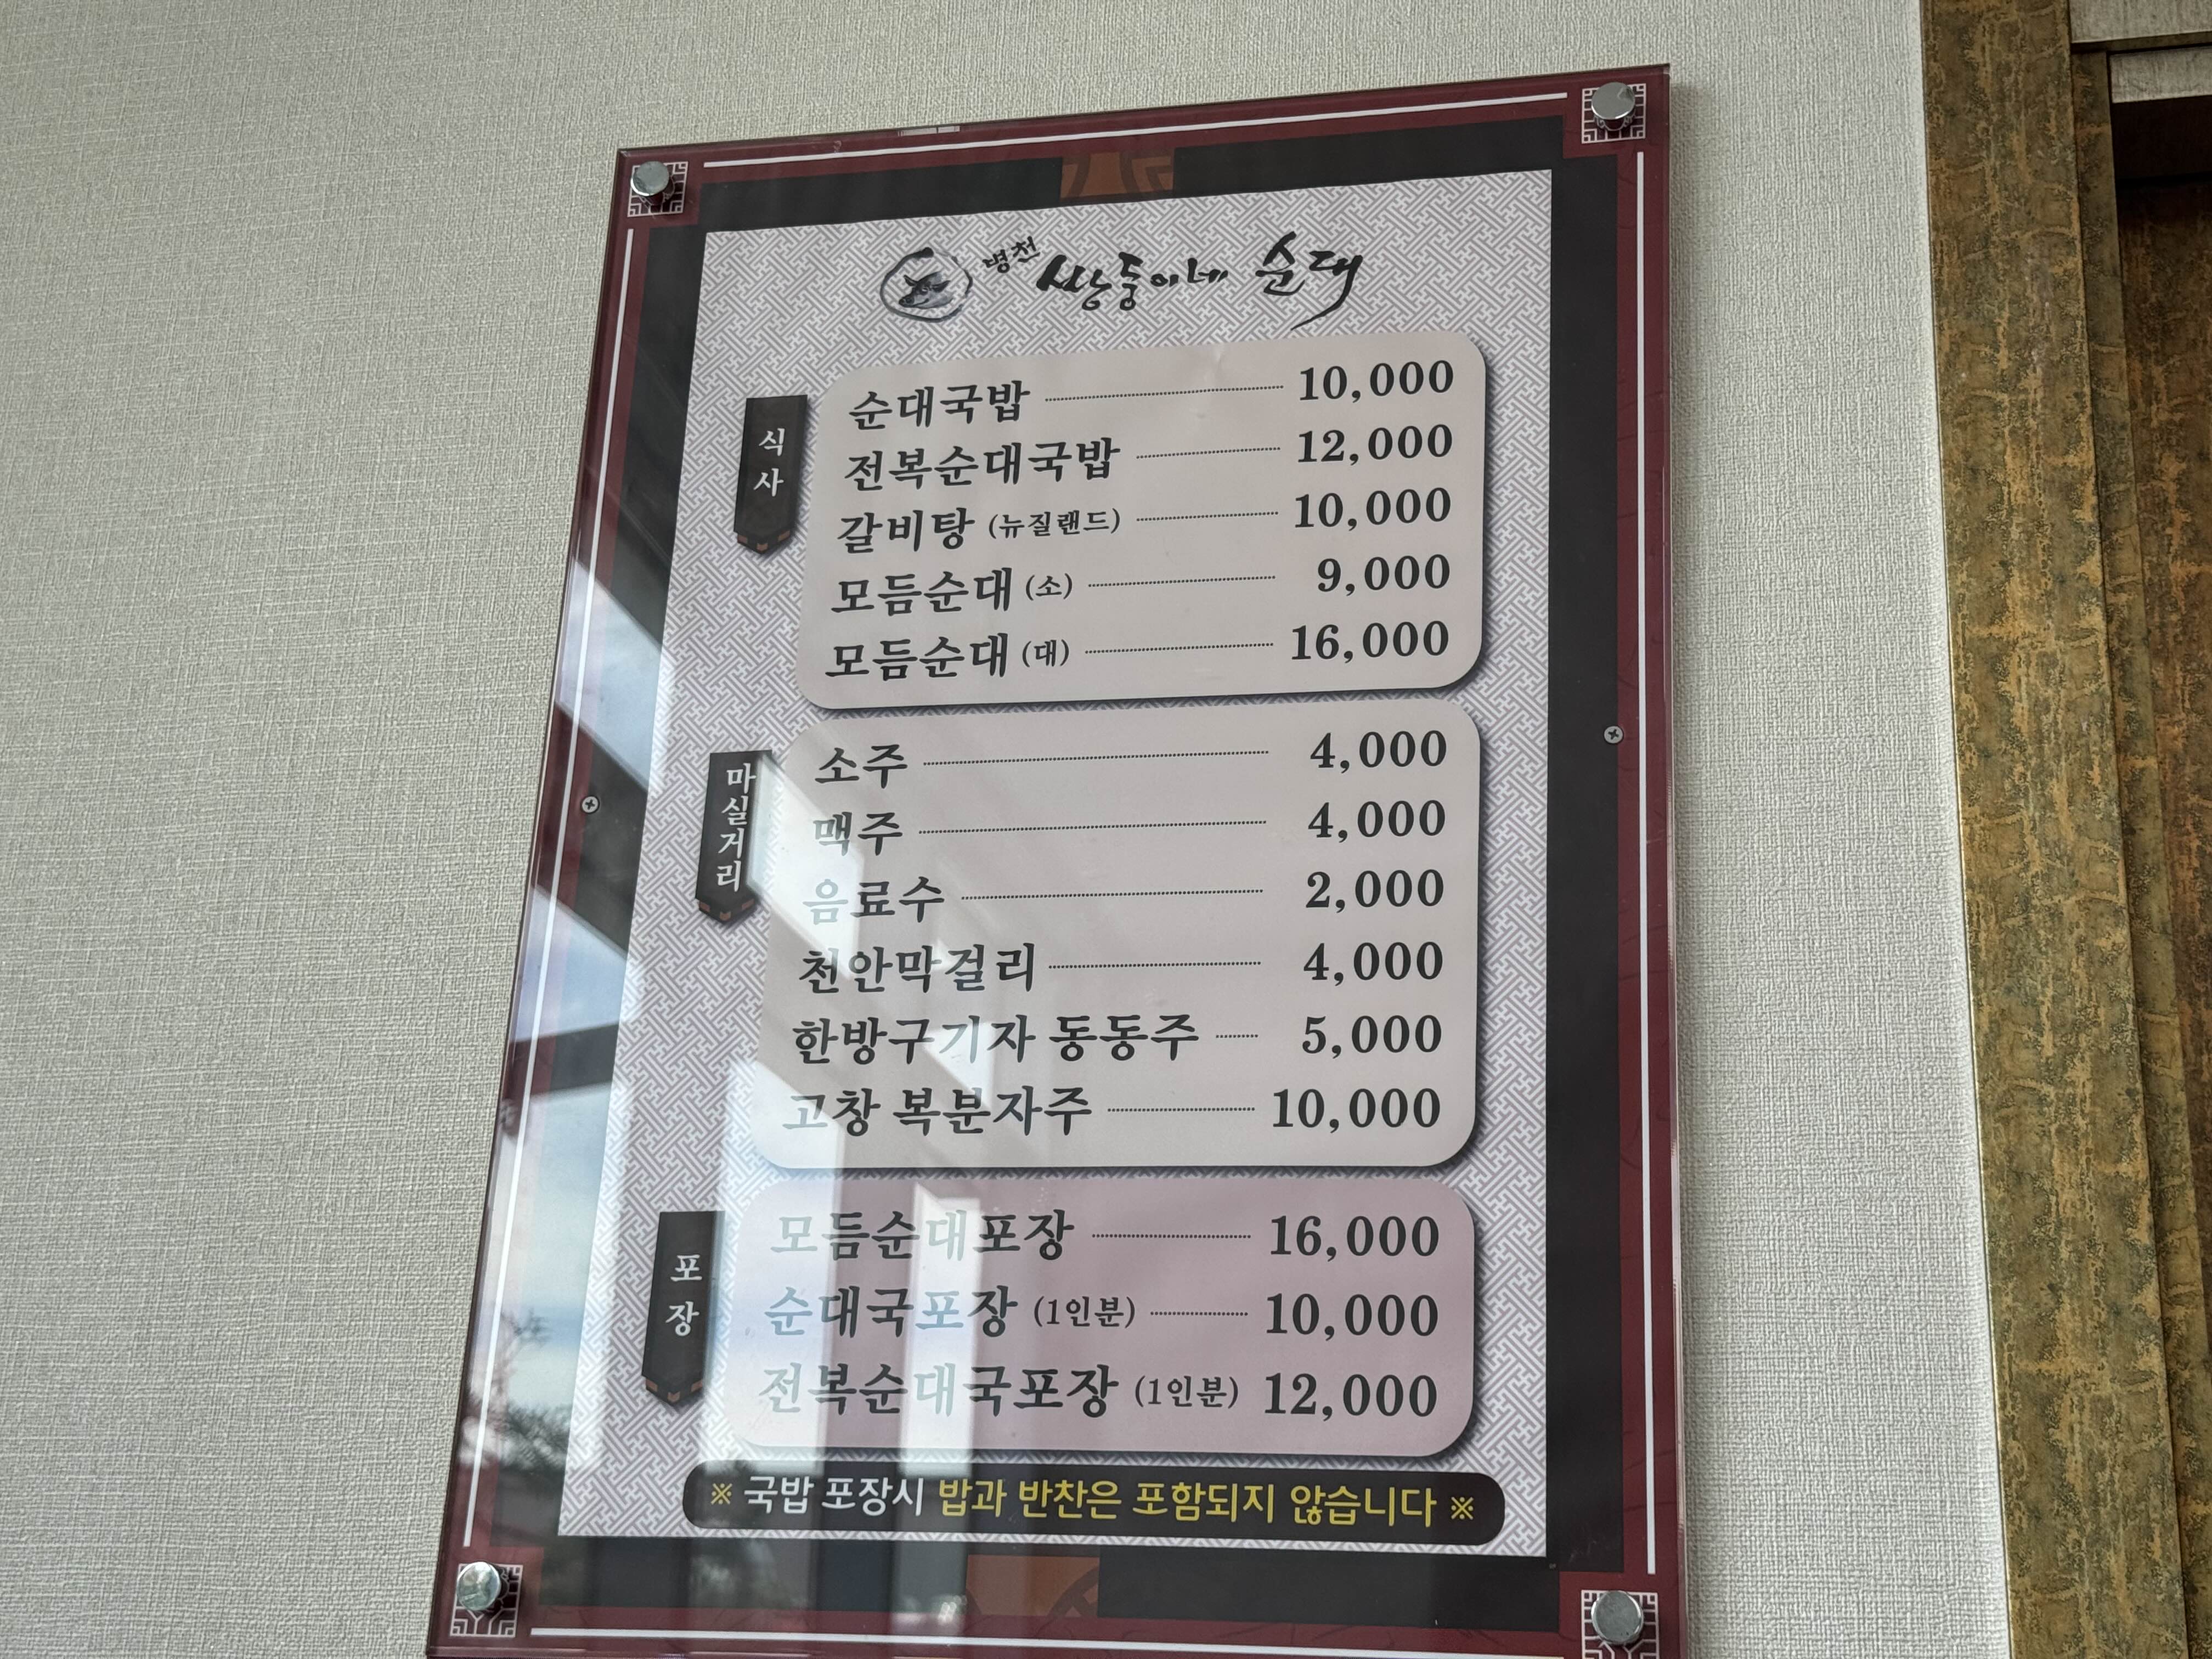 병천 쌍둥이네 순대
식사
순대국밥 10,000
전복순대국밥 12,000
갈비탕 (뉴질랜드) 10,000
모듬순대 (소) 9,000
모듬순대 (대) 16,000
마실거리
소주 4,000
맥주 4,000
음료수 2,000
천안막걸리 4,000
한방구기자 동동주 5,000
고창 복분자주 10,000
포장
모듬순대포장 16,000
순대국포장 (1인분) 10,000
전복순대국포장 (1인분) 12,000
※ 국밥 포장시 밥과 반찬은 포함되지 않습니다 ※